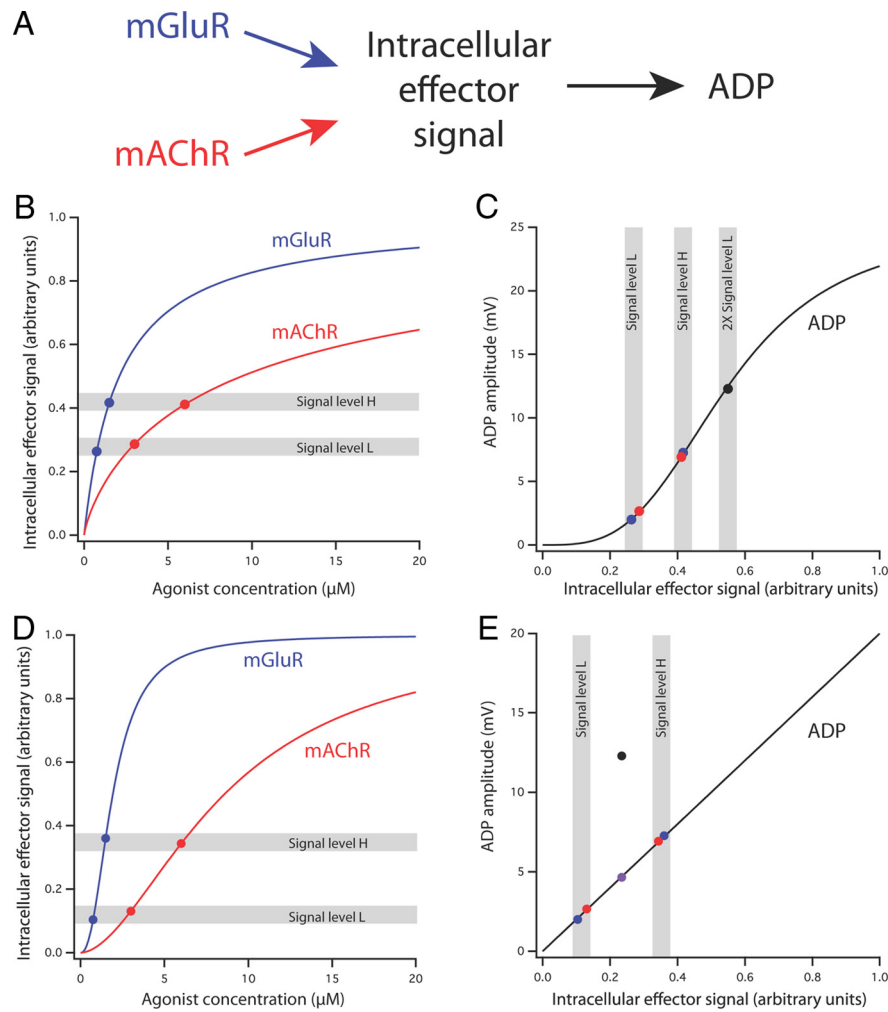 A
mGluR
mAChR
Intracellular
effector
signal
ADP
B
Intracellular effector signal (arbitrary units)
1.0
0.8
0.6
0.4
0.2
0.0
mGluR
mAChR
Signal level H
Signal level L
0
5
10
15
20
Agonist concentration (μM)
C
ADP amplitude (mV)
25
20
15
10
5
0
Signal level L
Signal level H
2X Signal level L
ADP
0.0
0.2
0.4
0.6
0.8
1.0
Intracellular effector signal (arbitrary units)
D
Intracellular effector signal (arbitrary units)
1.0
0.8
0.6
0.4
0.2
0.0
mGluR
mAChR
Signal level H
Signal level L
0
5
10
15
20
Agonist concentration (μM)
E
ADP amplitude (mV)
20
15
10
5
0
Signal level L
Signal level H
ADP
0.0
0.2
0.4
0.6
0.8
1.0
Intracellular effector signal (arbitrary units)